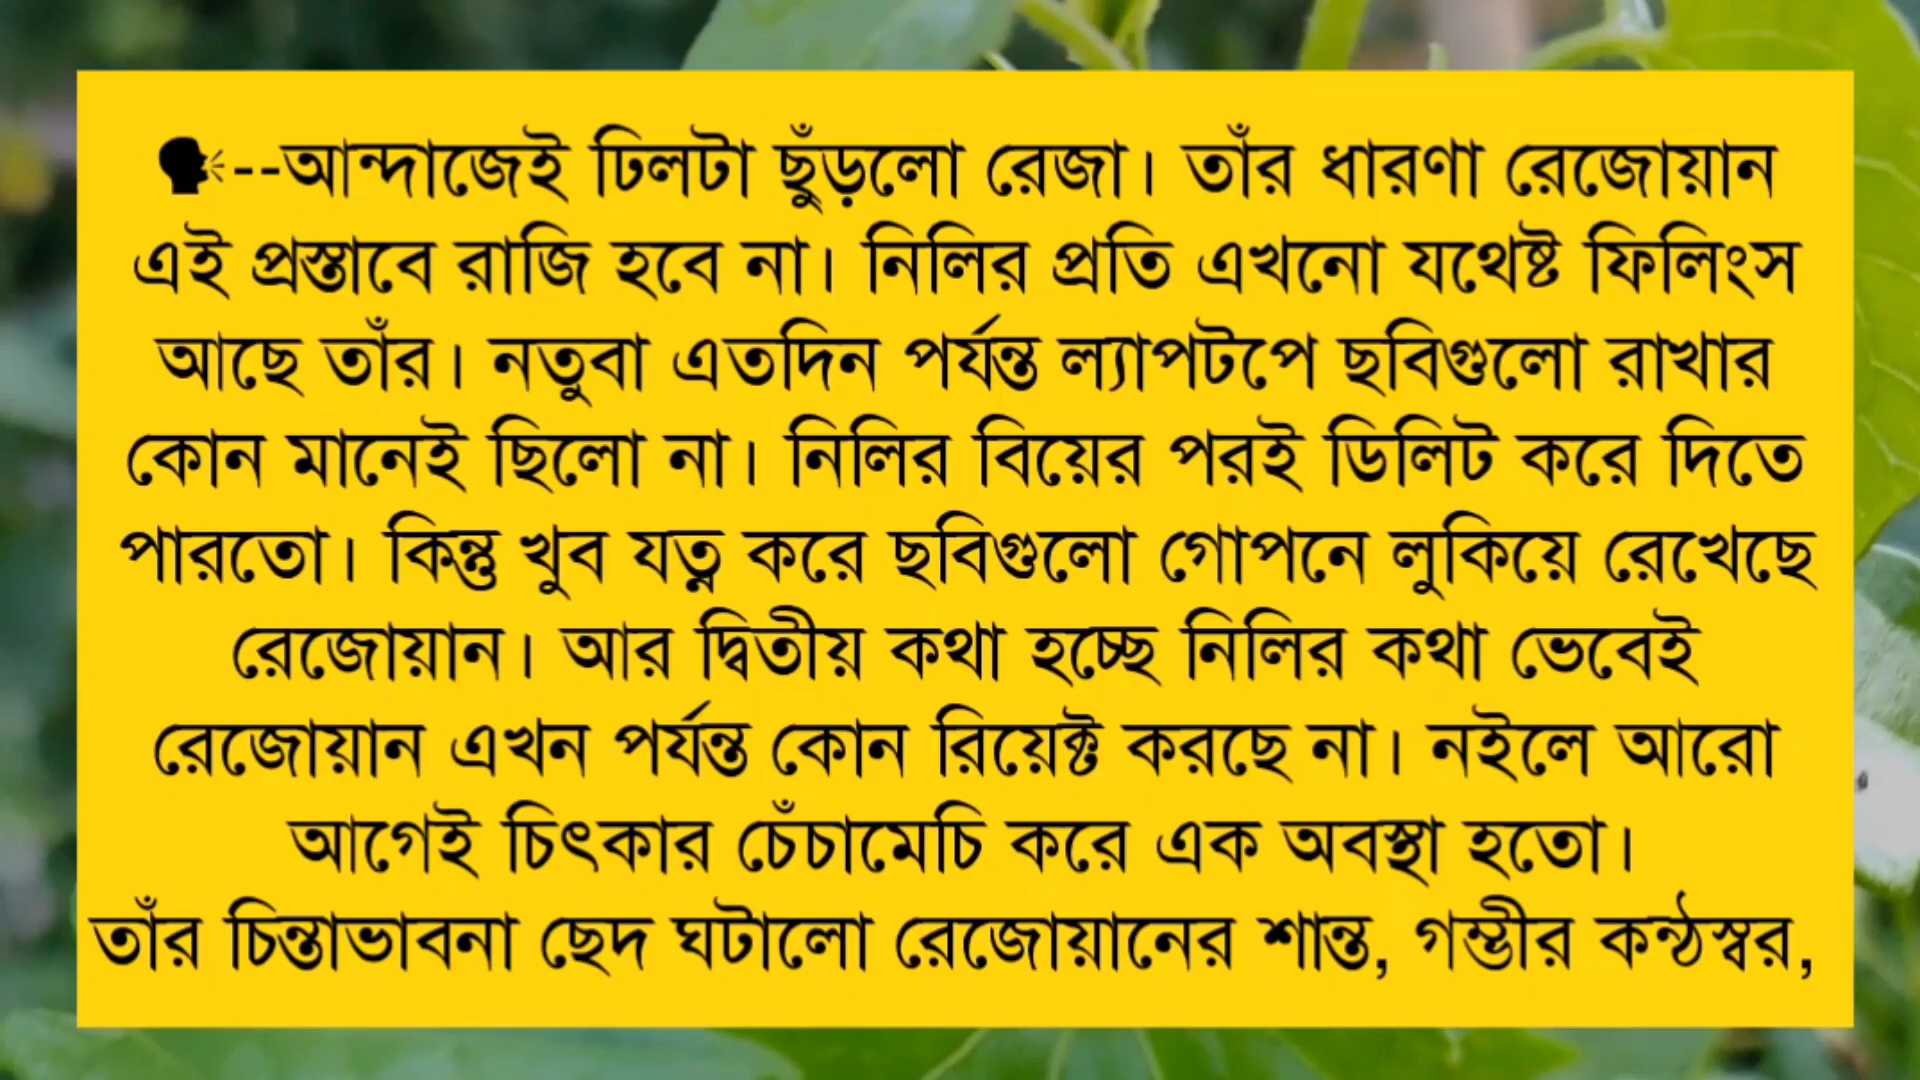 🗣--আন্দাজেই ঢিলটা ছুঁড়লো রেজা। তাঁর ধারণা রেজোয়ান
এই প্রস্তাবে রাজি হবে না। নিলির প্রতি এখনো যথেষ্ট ফিলিংস
আছে তাঁর। নতুবা এতদিন পর্যন্ত ল্যাপটপে ছবিগুলো রাখার
কোন মানেই ছিলো না। নিলির বিয়ের পরই ডিলিট করে দিতে
পারতো। কিন্তু খুব যত্ন করে ছবিগুলো গোপনে লুকিয়ে রেখেছে
রেজোয়ান। আর দ্বিতীয় কথা হচ্ছে নিলির কথা ভেবেই
রেজোয়ান এখন পর্যন্ত কোন রিয়েক্ট করছে না। নইলে আরো
আগেই চিৎকার চেঁচামেচি করে এক অবস্থা হতো।
তাঁর চিন্তাভাবনা ছেদ ঘটালো রেজোয়ানের শান্ত, গম্ভীর কন্ঠস্বর,